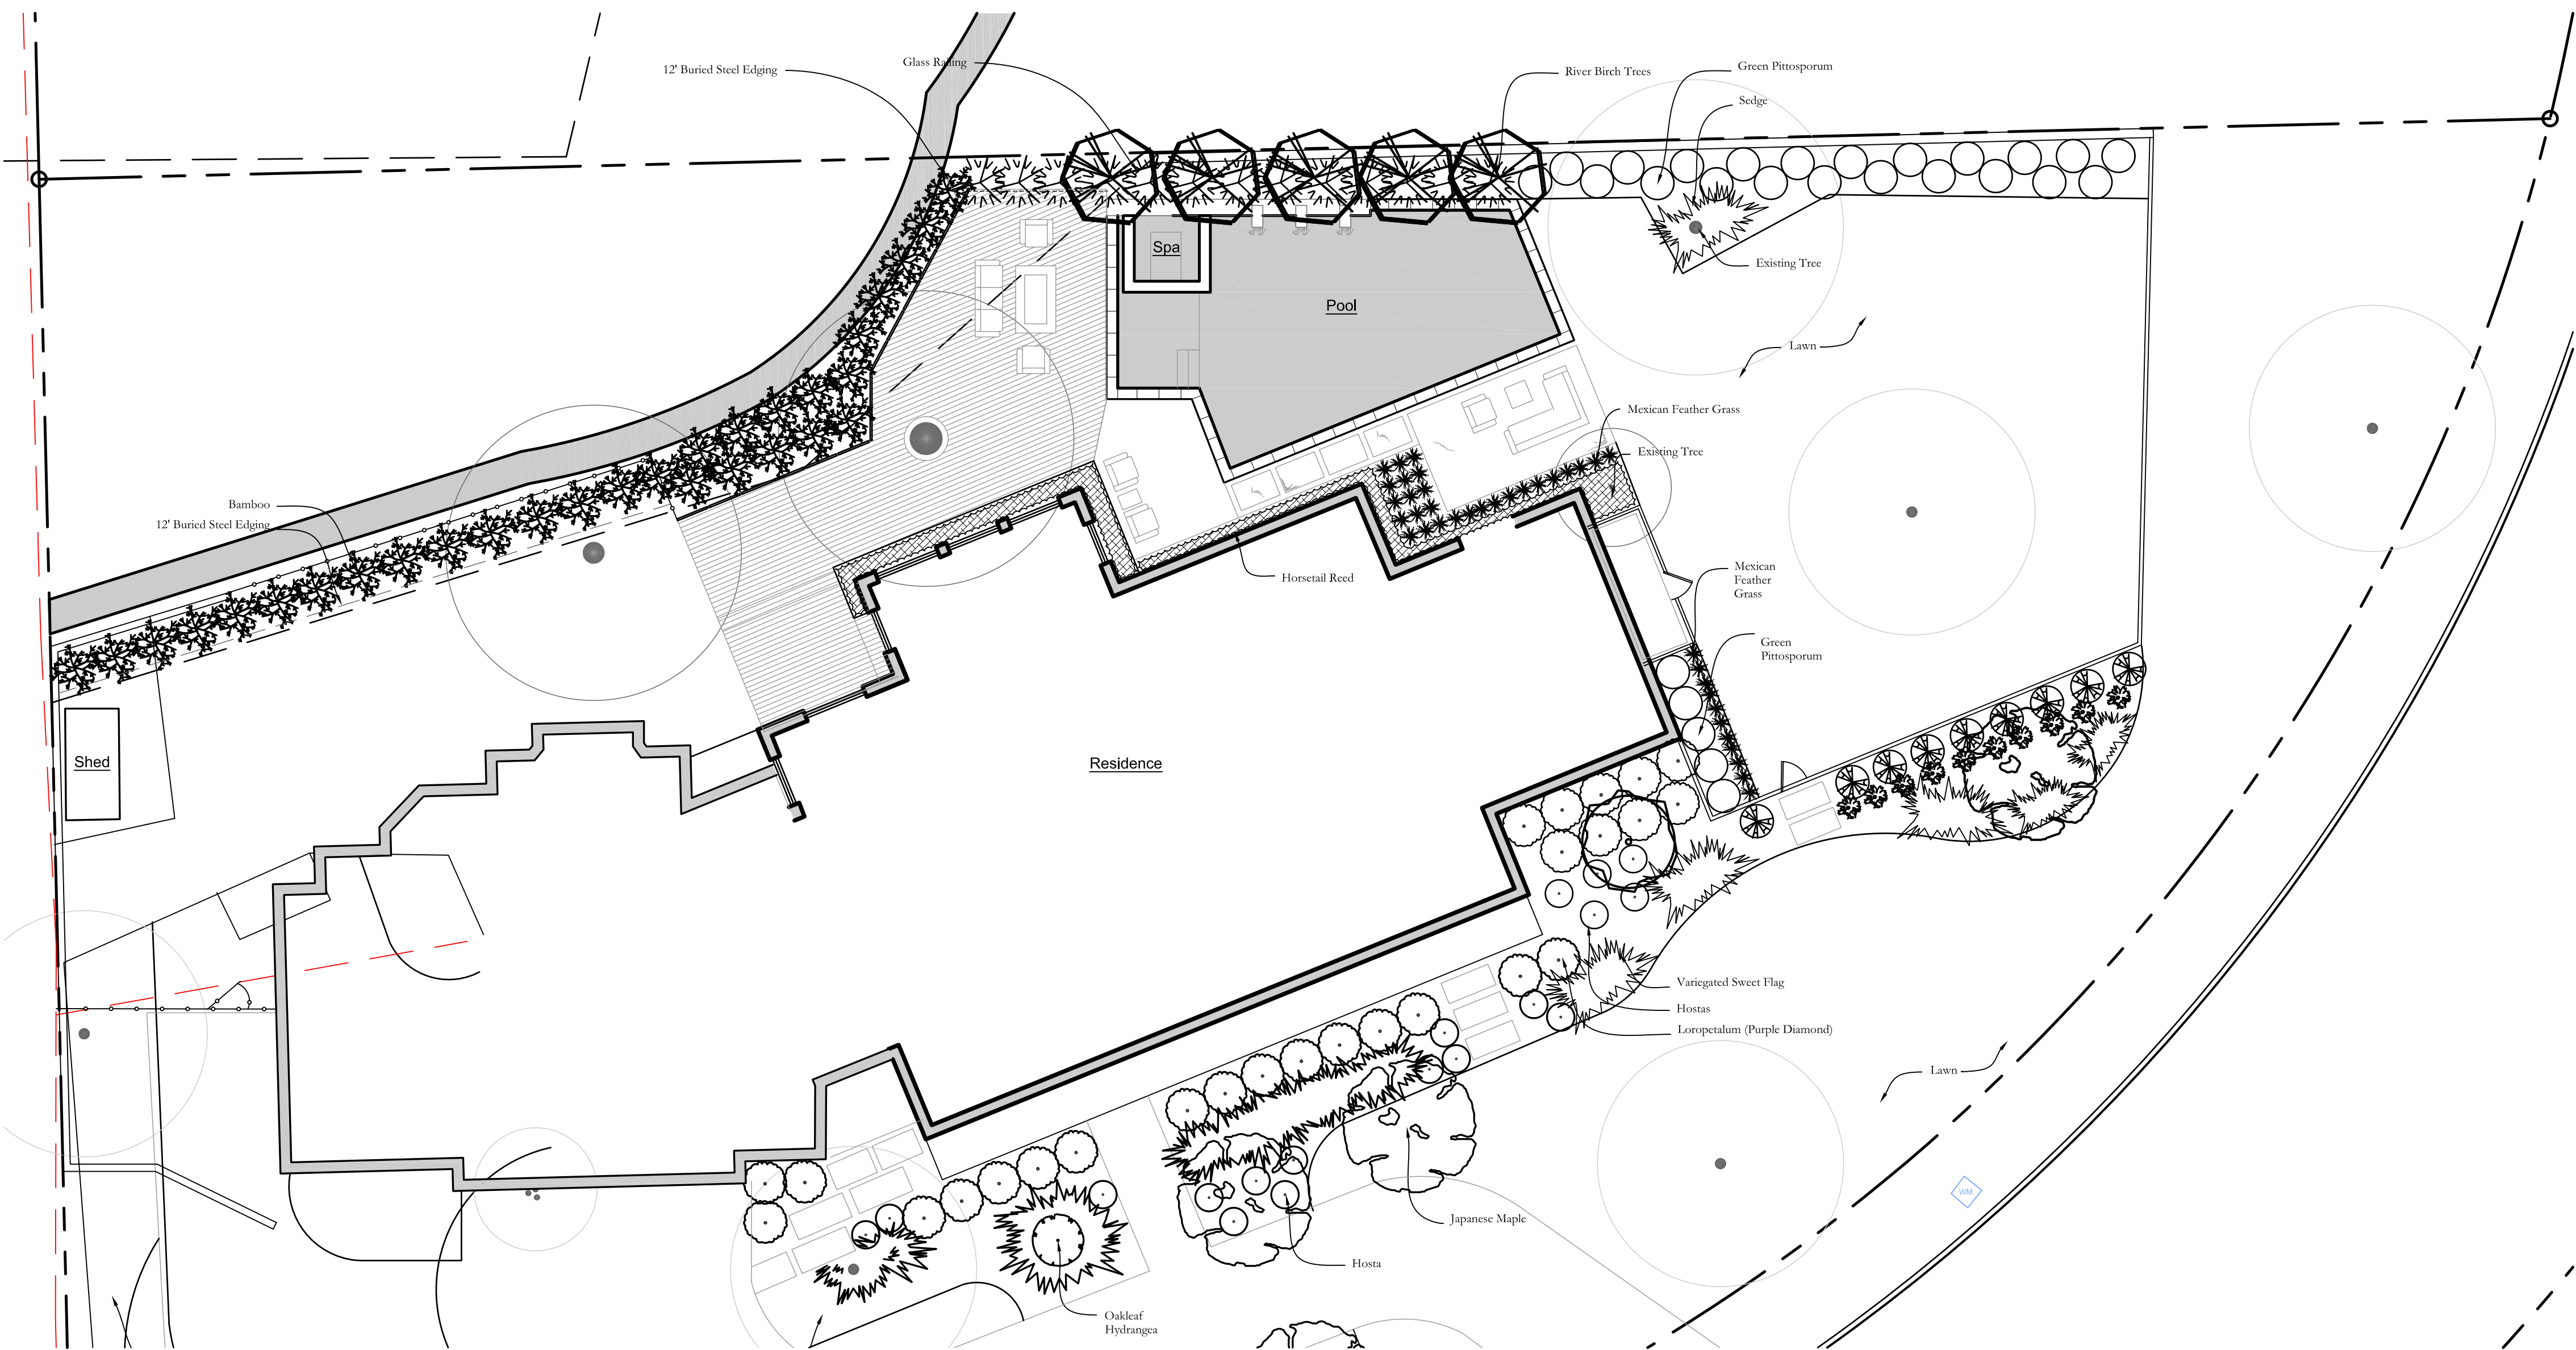 Glass Railing
12' Buried Steel Edging
River Birch Trees
Green Pittosporum
Sedge
Spa
Existing Tree
Pool
Lawn
Mexican Feather Grass
Existing Tree
Bamboo
12' Buried Steel Edging
Horsetail Reed
Mexican
Feather
Grass
Green
Pittosporum
Shed
Residence
Variegated Sweet Flag
Hostas
Loropetalum (Purple Diamond)
Lawn
WM
Japanese Maple
Hosta
Oakleaf
Hydrangea